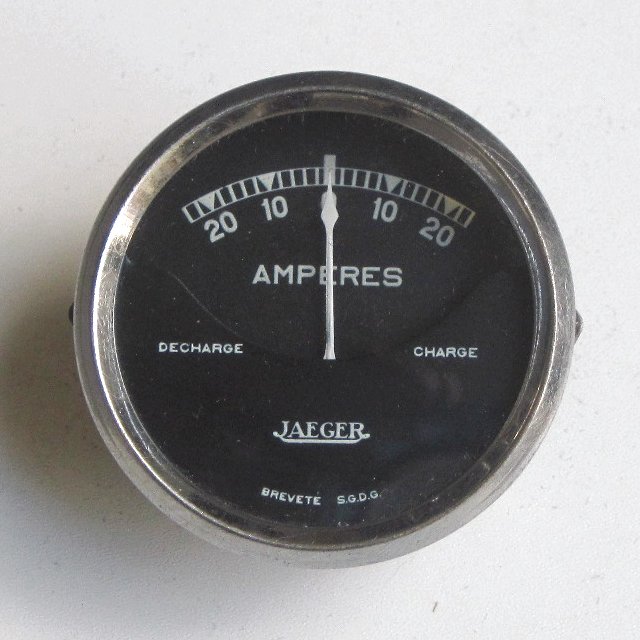 20 10 10 20
AMPERES
DECHARGE CHARGE
JAEGER
BREVETE S.G.D.G.